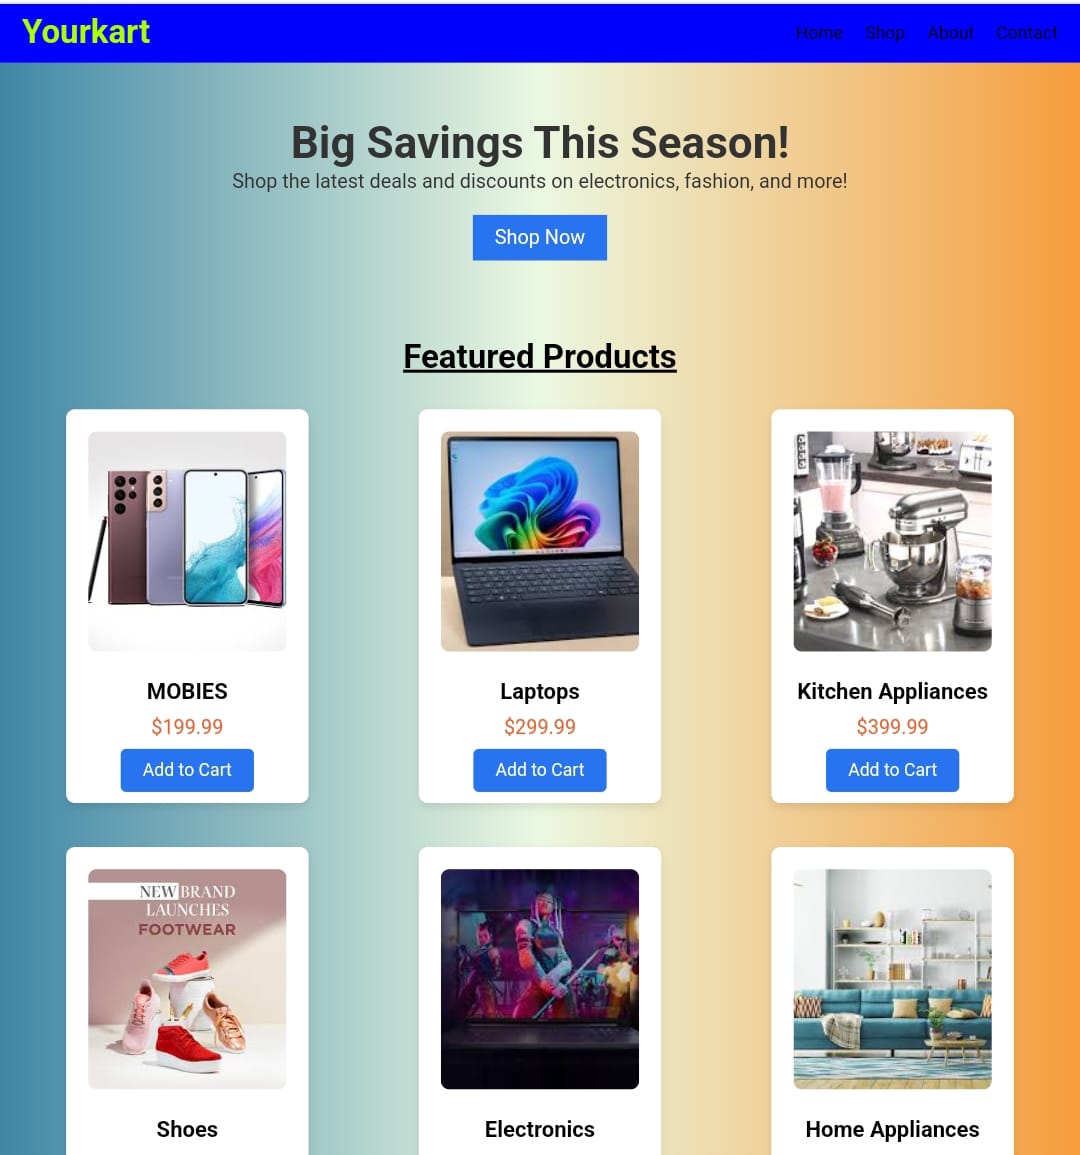 Yourkart
Home Shop About Contact
Big Savings This Season!
Shop the latest deals and discounts on electronics, fashion, and more!
Shop Now
Featured Products
MOBIES
$199.99
Add to Cart
Laptops
$299.99
Add to Cart
Kitchen Appliances
$399.99
Add to Cart
NEW BRAND
LAUNCHES
FOOTWEAR
Shoes
Electronics
Home Appliances